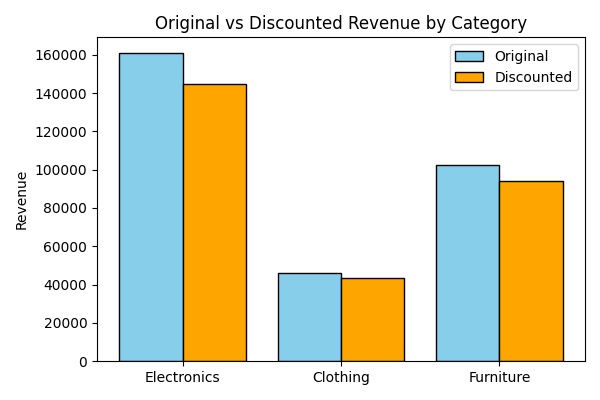 Original vs Discounted Revenue by Category
Original
Discounted
Revenue
160000
140000
120000
100000
80000
60000
40000
20000
0
Electronics
Clothing
Furniture